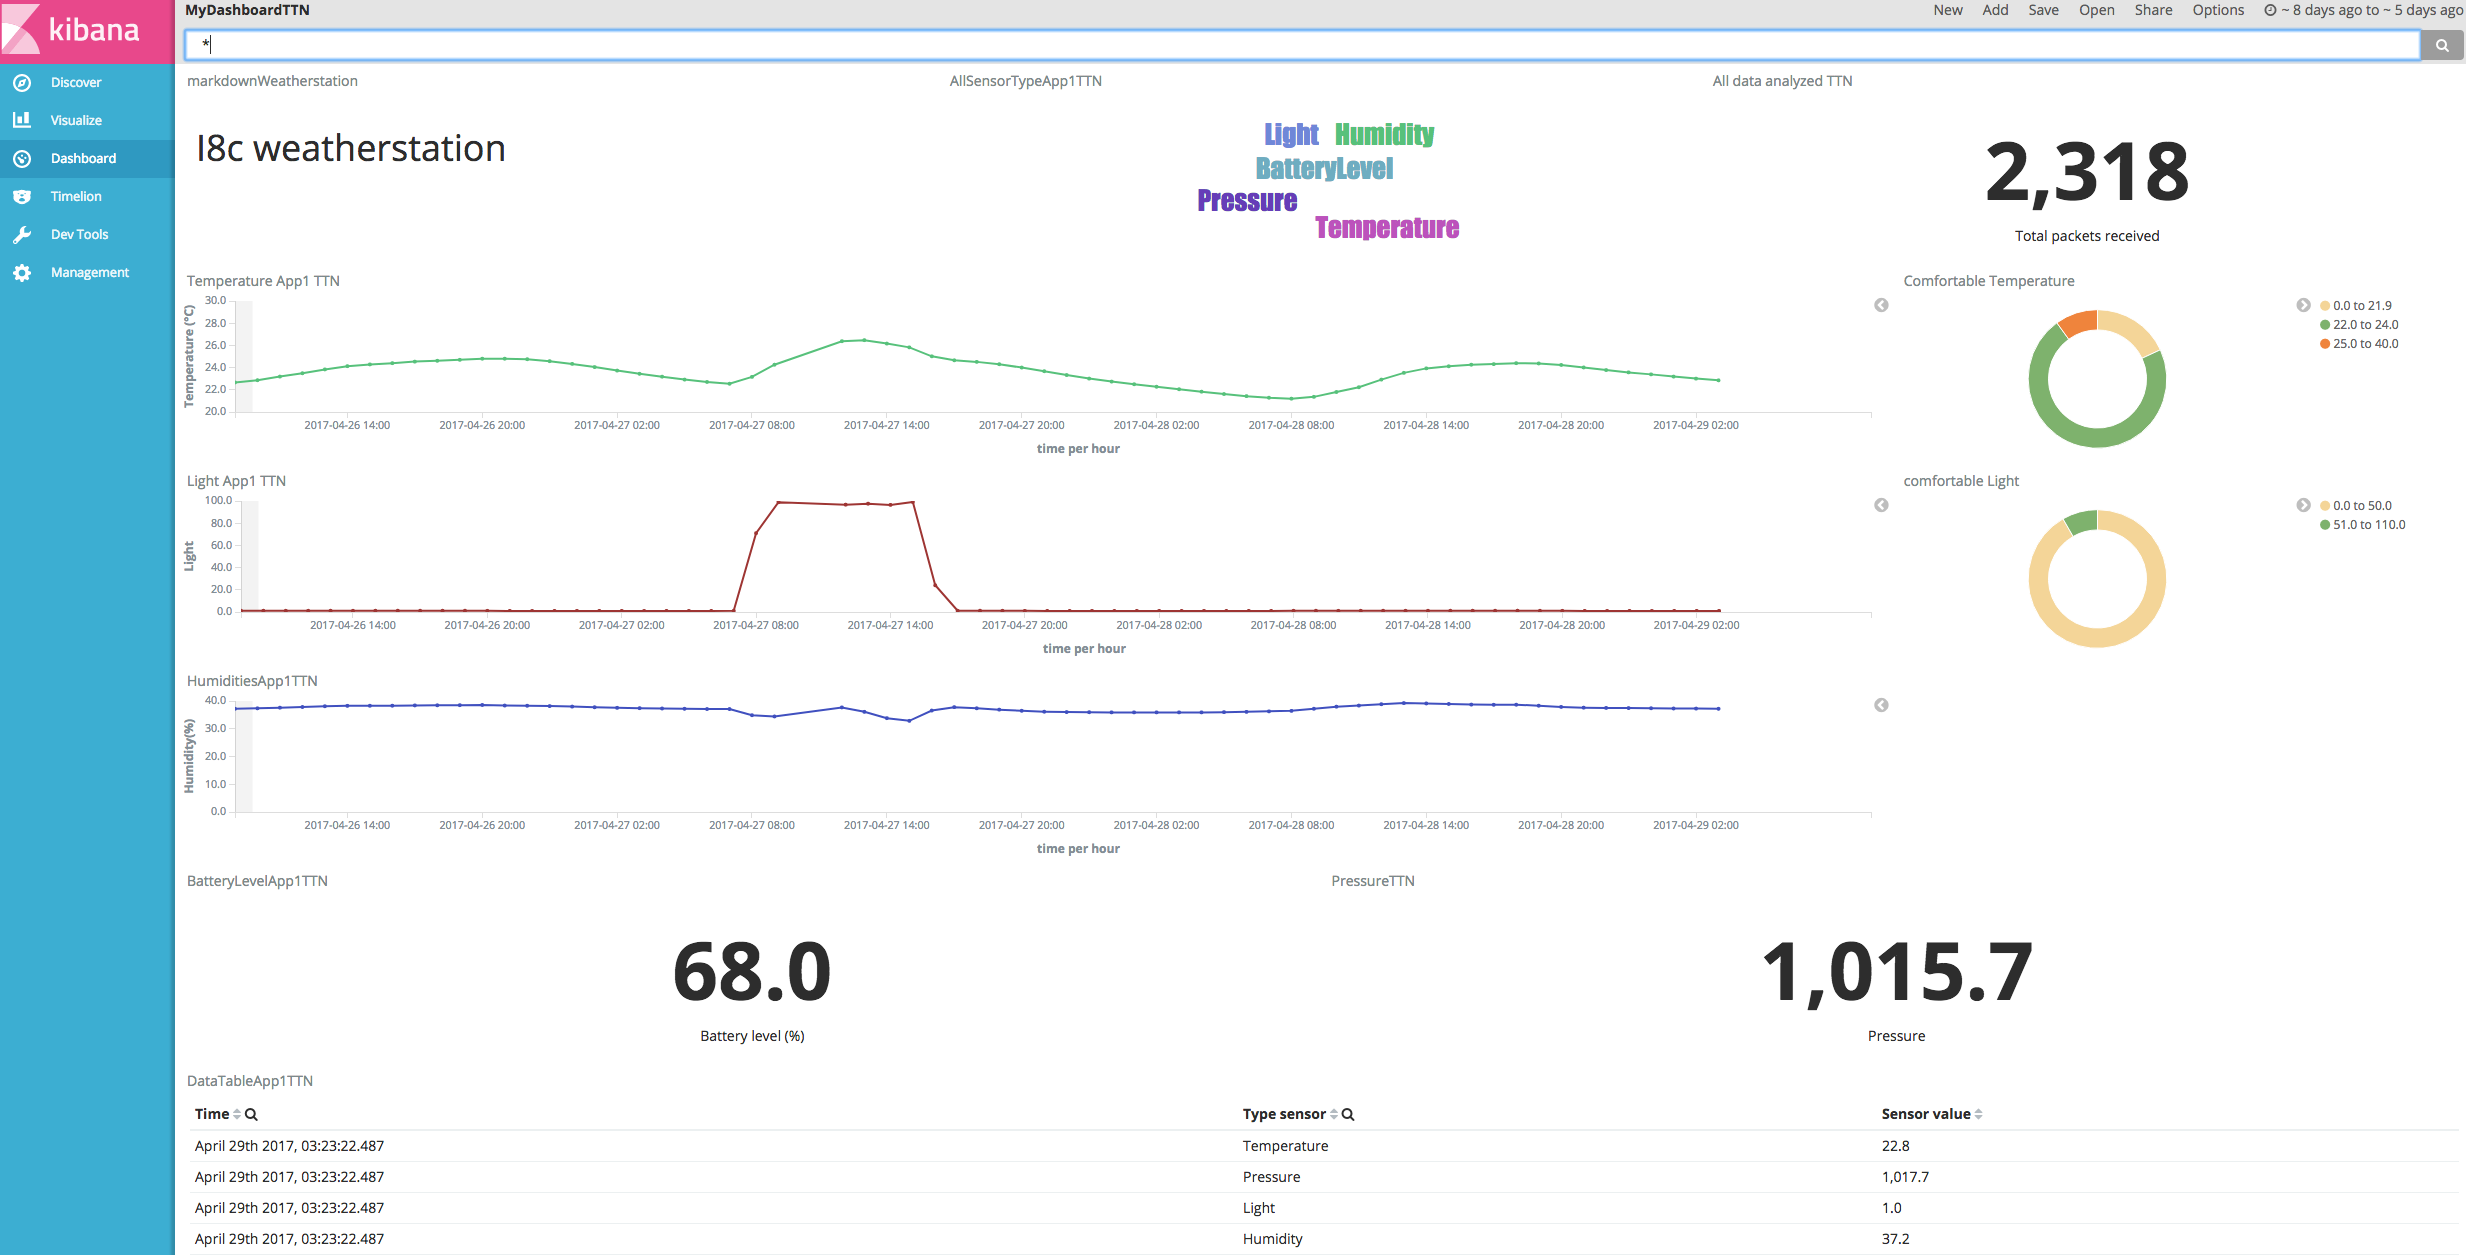 kibana
MyDashboardTTN
New Add Save Open Share Options ~ 8 days ago to ~ 5 days ago
*
Discover
Visualize
Dashboard
Timelion
Dev Tools
Management
markdownWeatherstation
I8c weatherstation
AllSensorTypeApp1TTN
Light Humidity
BatteryLevel
Pressure
Temperature
All data analyzed TTN
2,318
Total packets received
Temperature App1 TTN
Temperature (°C)
30.0
28.0
26.0
24.0
22.0
20.0
2017-04-26 14:00 2017-04-26 20:00 2017-04-27 02:00 2017-04-27 08:00 2017-04-27 14:00 2017-04-27 20:00 2017-04-28 02:00 2017-04-28 08:00 2017-04-28 14:00 2017-04-28 20:00 2017-04-29 02:00
time per hour
Comfortable Temperature
0.0 to 21.9
22.0 to 24.0
25.0 to 40.0
Light App1 TTN
Light
100.0
80.0
60.0
40.0
20.0
0.0
2017-04-26 14:00 2017-04-26 20:00 2017-04-27 02:00 2017-04-27 08:00 2017-04-27 14:00 2017-04-27 20:00 2017-04-28 02:00 2017-04-28 08:00 2017-04-28 14:00 2017-04-28 20:00 2017-04-29 02:00
time per hour
comfortable Light
0.0 to 50.0
51.0 to 110.0
HumiditiesApp1TTN
Humidity(%)
40.0
30.0
20.0
10.0
0.0
2017-04-26 14:00 2017-04-26 20:00 2017-04-27 02:00 2017-04-27 08:00 2017-04-27 14:00 2017-04-27 20:00 2017-04-28 02:00 2017-04-28 08:00 2017-04-28 14:00 2017-04-28 20:00 2017-04-29 02:00
time per hour
BatteryLevelApp1TTN
68.0
Battery level (%)
PressureTTN
1,015.7
Pressure
DataTableApp1TTN
Time Type sensor Sensor value
April 29th 2017, 03:23:22.487 Temperature 22.8
April 29th 2017, 03:23:22.487 Pressure 1,017.7
April 29th 2017, 03:23:22.487 Light 1.0
April 29th 2017, 03:23:22.487 Humidity 37.2